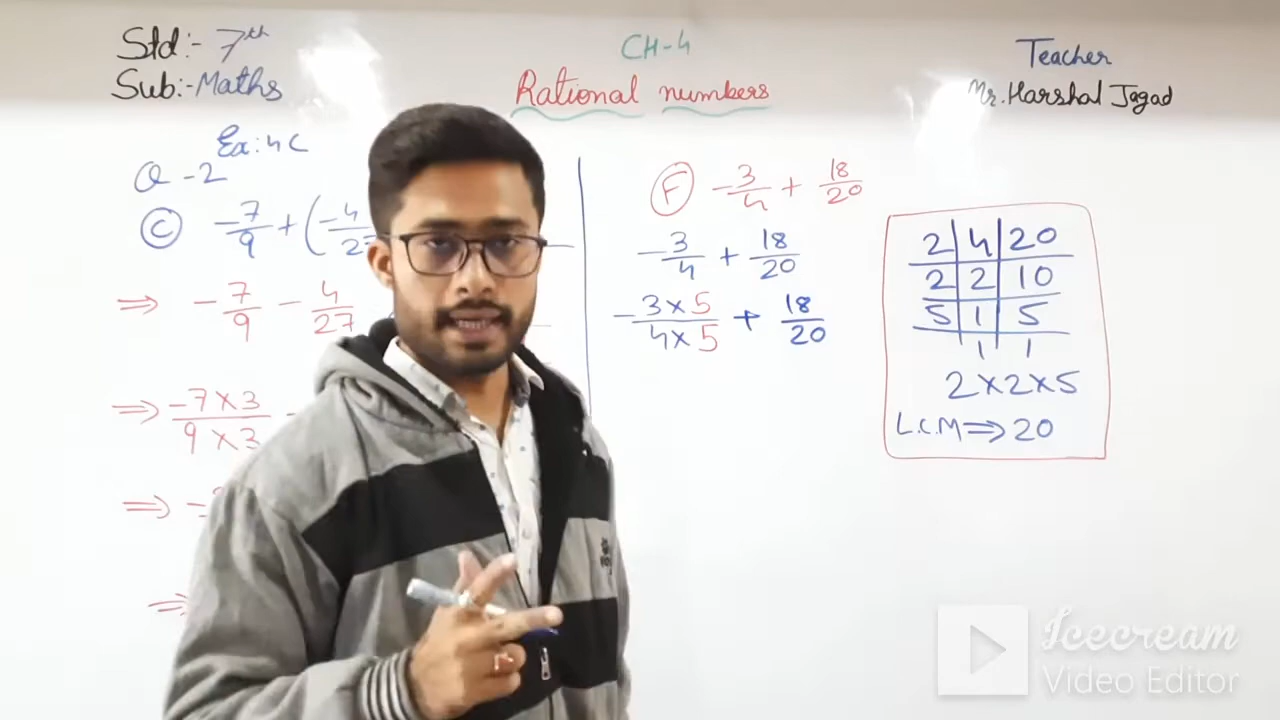 Std:- 7th
Sub:- Maths
CH-4
Rational numbers
Teacher
Mr. Harshal Jagad
Ex: 4C
Q-2
(C) -7/9 + (-4/27
⇒ -7/9 - 4/27
⇒ -7×3/9×3 -
⇒ -
⇒
(F) -3/4 + 18/20
-3/4 + 18/20
-3×5/4×5 + 18/20
2 | 4 | 20
2 | 2 | 10
5 | 1 | 5
1 1
2×2×5
L.C.M ⇒ 20
Icecream
Video Editor